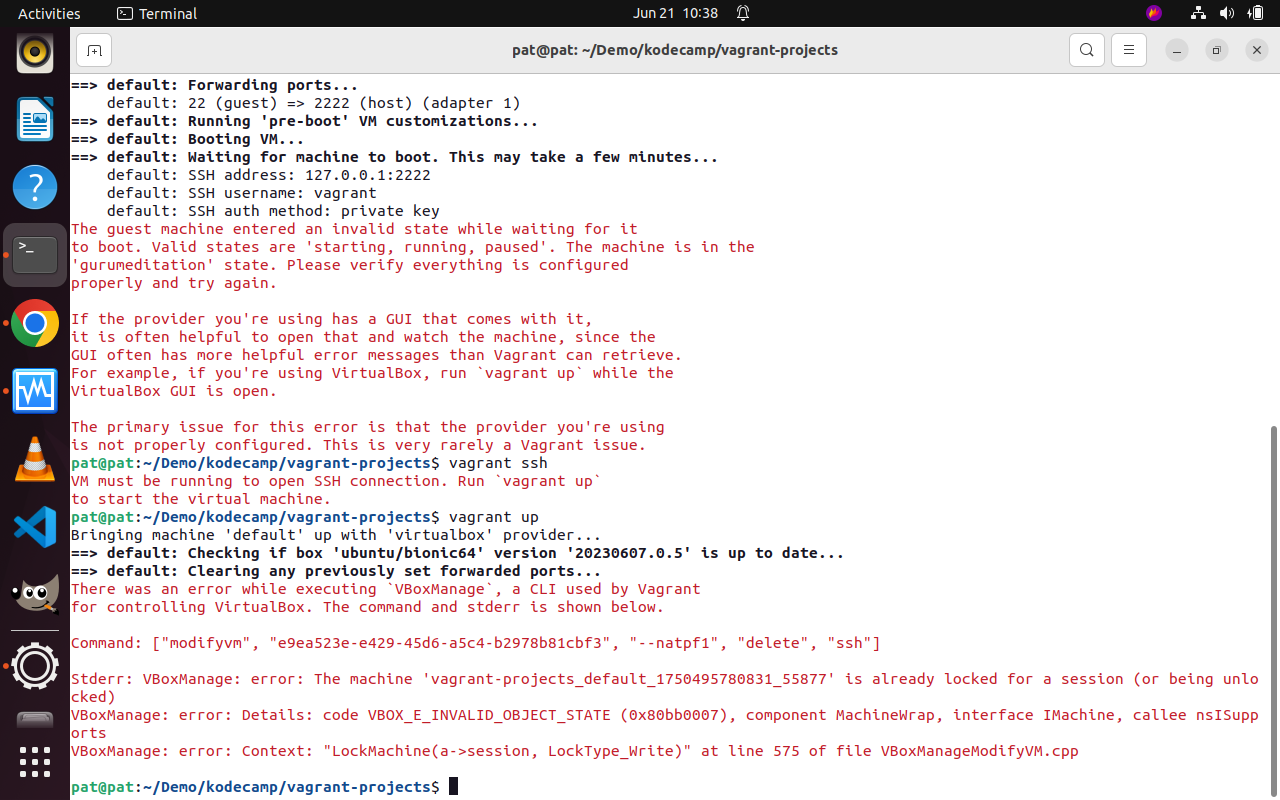 Activities
Terminal
Jun 21 10:38
pat@pat: ~/Demo/kodecamp/vagrant-projects
==> default: Forwarding ports...
    default: 22 (guest) => 2222 (host) (adapter 1)
==> default: Running 'pre-boot' VM customizations...
==> default: Booting VM...
==> default: Waiting for machine to boot. This may take a few minutes...
    default: SSH address: 127.0.0.1:2222
    default: SSH username: vagrant
    default: SSH auth method: private key
The guest machine entered an invalid state while waiting for it
to boot. Valid states are 'starting, running, paused'. The machine is in the
'gurumeditation' state. Please verify everything is configured
properly and try again.

If the provider you're using has a GUI that comes with it,
it is often helpful to open that and watch the machine, since the
GUI often has more helpful error messages than Vagrant can retrieve.
For example, if you're using VirtualBox, run `vagrant up` while the
VirtualBox GUI is open.

The primary issue for this error is that the provider you're using
is not properly configured. This is very rarely a Vagrant issue.
pat@pat:~/Demo/kodecamp/vagrant-projects$ vagrant ssh
VM must be running to open SSH connection. Run `vagrant up`
to start the virtual machine.
pat@pat:~/Demo/kodecamp/vagrant-projects$ vagrant up
Bringing machine 'default' up with 'virtualbox' provider...
==> default: Checking if box 'ubuntu/bionic64' version '20230607.0.5' is up to date...
==> default: Clearing any previously set forwarded ports...
There was an error while executing `VBoxManage`, a CLI used by Vagrant
for controlling VirtualBox. The command and stderr is shown below.

Command: ["modifyvm", "e9ea523e-e429-45d6-a5c4-b2978b81cbf3", "--natpf1", "delete", "ssh"]

Stderr: VBoxManage: error: The machine 'vagrant-projects_default_1750495780831_55877' is already locked for a session (or being unlo
cked)
VBoxManage: error: Details: code VBOX_E_INVALID_OBJECT_STATE (0x80bb0007), component MachineWrap, interface IMachine, callee nsISupp
orts
VBoxManage: error: Context: "LockMachine(a->session, LockType_Write)" at line 575 of file VBoxManageModifyVM.cpp

pat@pat:~/Demo/kodecamp/vagrant-projects$